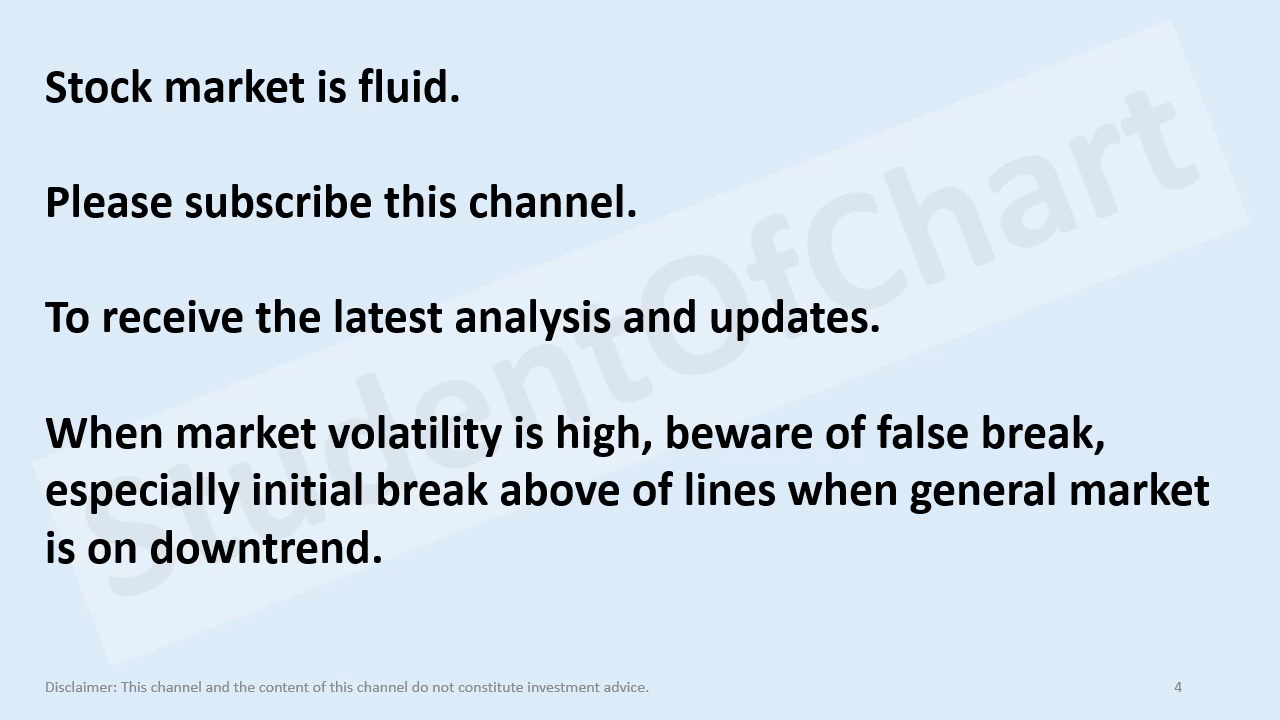 Stock market is fluid.
Please subscribe this channel.
To receive the latest analysis and updates.
When market volatility is high, beware of false break,
especially initial break above of lines when general market
is on downtrend.
StudentOfChart
Disclaimer: This channel and the content of this channel do not constitute investment advice.
4